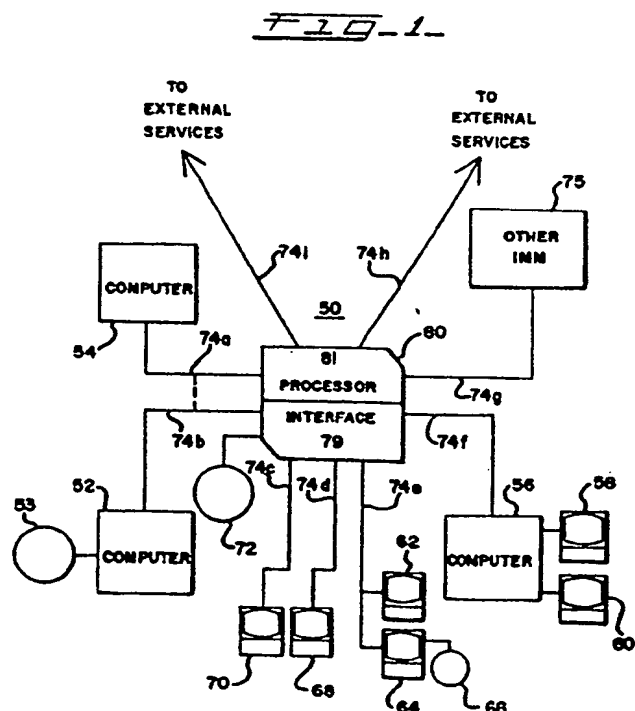 FIG-1-
TO
EXTERNAL
SERVICES
TO
EXTERNAL
SERVICES
75
OTHER
IMM
74i
74h
COMPUTER
50
80
54
74a
81
PROCESSOR
74g
INTERFACE
74b
79
74f
52
74c
74d
74e
56
58
53
COMPUTER
72
62
COMPUTER
60
70
68
64
66